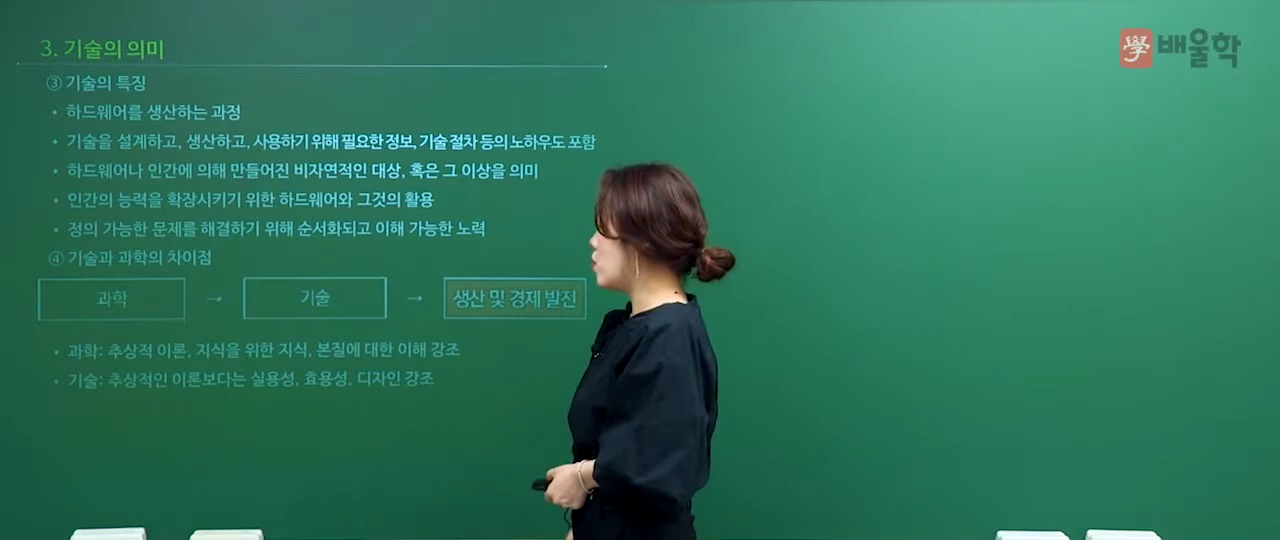 3. 기술의 의미
學 배울학
③ 기술의 특징
• 하드웨어를 생산하는 과정
• 기술을 설계하고, 생산하고, 사용하기 위해 필요한 정보, 기술 절차 등의 노하우도 포함
• 하드웨어나 인간에 의해 만들어진 비자연적인 대상, 혹은 그 이상을 의미
• 인간의 능력을 확장시키기 위한 하드웨어와 그것의 활용
• 정의 가능한 문제를 해결하기 위해 순서화되고 이해 가능한 노력
④ 기술과 과학의 차이점
과학 → 기술 → 생산 및 경제 발전
• 과학: 추상적 이론, 지식을 위한 지식, 본질에 대한 이해 강조
• 기술: 추상적인 이론보다는 실용성, 효용성, 디자인 강조